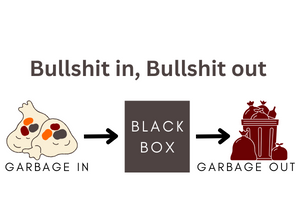 Bullshit in, Bullshit out
BLACK
BOX
GARBAGE IN
GARBAGE OUT